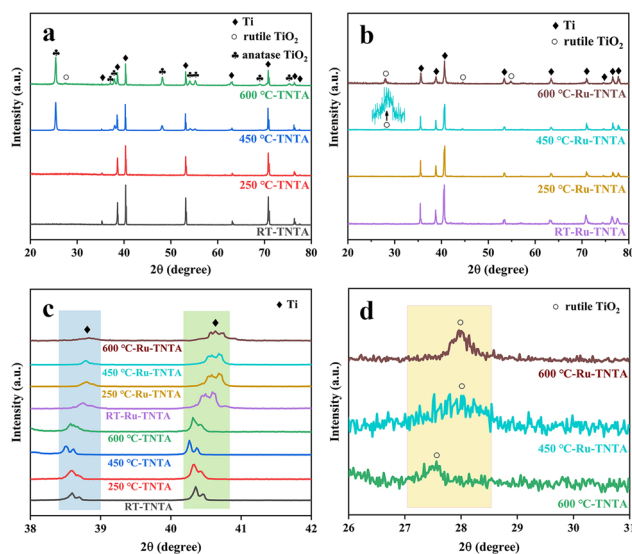 a
Ti
rutile TiO₂
anatase TiO₂
600 °C-TNTA
450 °C-TNTA
250 °C-TNTA
RT-TNTA
Intensity (a.u.)
20 30 40 50 60 70 80
2θ (degree)
b
Ti
rutile TiO₂
600 °C-Ru-TNTA
450 °C-Ru-TNTA
250 °C-Ru-TNTA
RT-Ru-TNTA
Intensity (a.u.)
20 30 40 50 60 70 80
2θ (degree)
c
Ti
600 °C-Ru-TNTA
450 °C-Ru-TNTA
250 °C-Ru-TNTA
RT-Ru-TNTA
600 °C-TNTA
450 °C-TNTA
250 °C-TNTA
RT-TNTA
Intensity (a.u.)
38 39 40 41 42
2θ (degree)
d
rutile TiO₂
600 °C-Ru-TNTA
450 °C-Ru-TNTA
600 °C-TNTA
Intensity (a.u.)
26 27 28 29 30 31
2θ (degree)